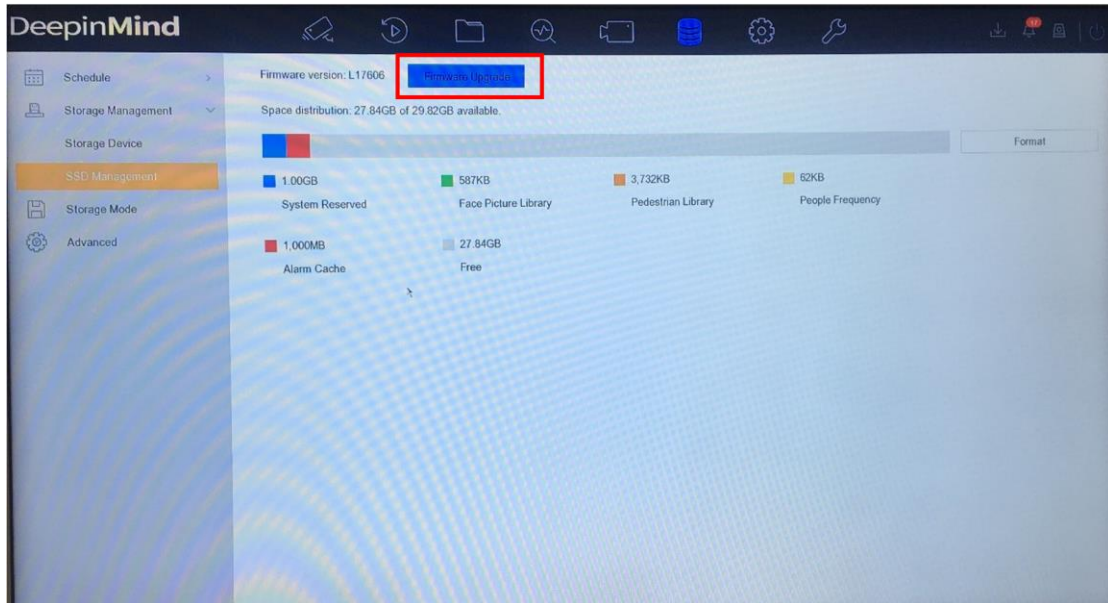 DeepinMind
17
Schedule
Storage Management
Storage Device
SSD Management
Storage Mode
Advanced
Firmware version: L17606
Firmware Upgrade
Space distribution: 27.84GB of 29.82GB available.
Format
1.00GB
System Reserved
587KB
Face Picture Library
3,732KB
Pedestrian Library
62KB
People Frequency
1,000MB
Alarm Cache
27.84GB
Free